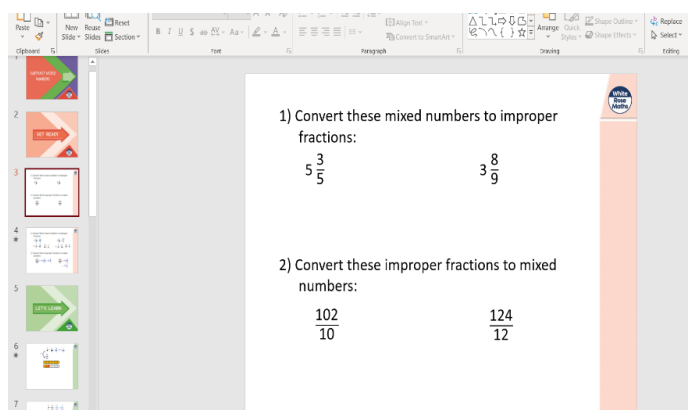 Paste
New Slide
Reuse Slides
Reset
Section
B I U S ab AV Aa A
Align Text
Convert to SmartArt
Arrange
Quick Styles
Shape Outline
Shape Effects
Replace
Select
Clipboard
Slides
Font
Paragraph
Drawing
Editing
2
GET READY
3
4
5
LET'S LEARN
6
7
White
Rose
Maths
1) Convert these mixed numbers to improper
fractions:
5 3/5 3 8/9
2) Convert these improper fractions to mixed
numbers:
102/10 124/12